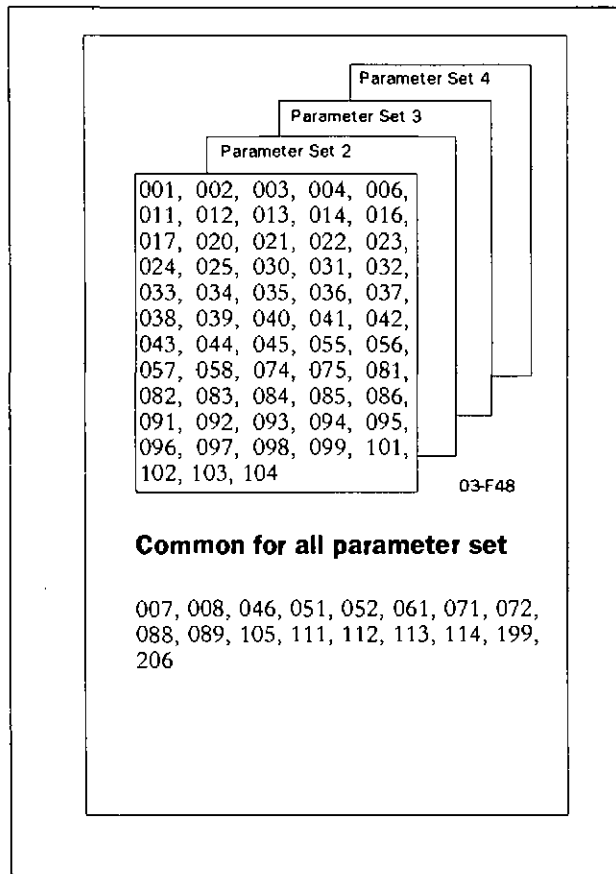 Parameter Set 4
Parameter Set 3
Parameter Set 2
001, 002, 003, 004, 006,
011, 012, 013, 014, 016,
017, 020, 021, 022, 023,
024, 025, 030, 031, 032,
033, 034, 035, 036, 037,
038, 039, 040, 041, 042,
043, 044, 045, 055, 056,
057, 058, 074, 075, 081,
082, 083, 084, 085, 086,
091, 092, 093, 094, 095,
096, 097, 098, 099, 101,
102, 103, 104
03-F48
Common for all parameter set
007, 008, 046, 051, 052, 061, 071, 072,
088, 089, 105, 111, 112, 113, 114, 199,
206